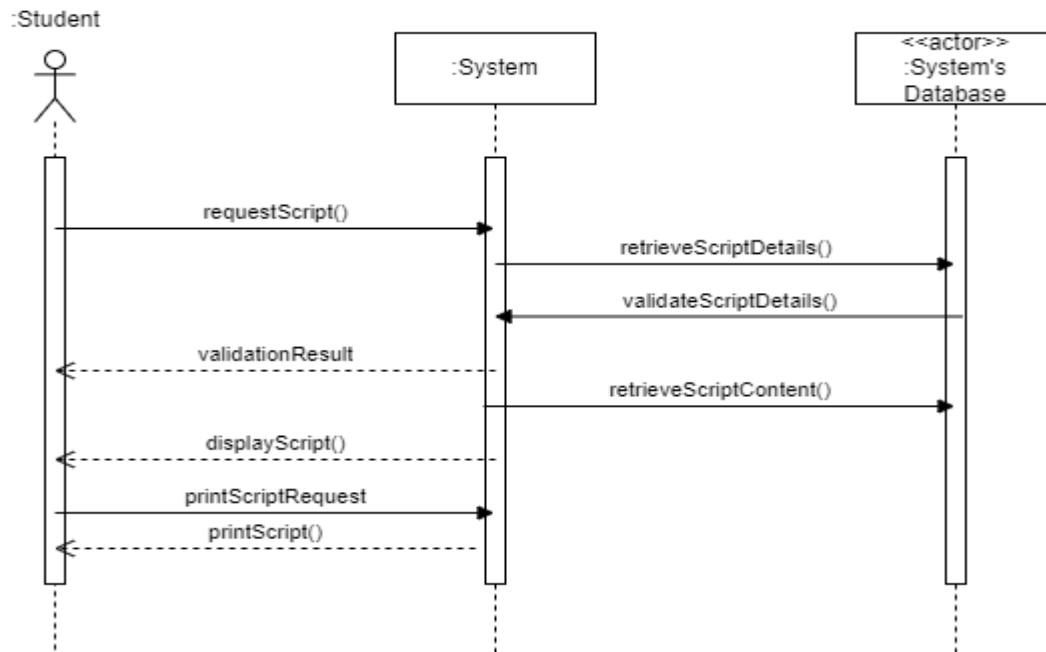 :Student
:System
<<actor>>
:System's
Database
requestScript()
retrieveScriptDetails()
validateScriptDetails()
validationResult
retrieveScriptContent()
displayScript()
printScriptRequest
printScript()